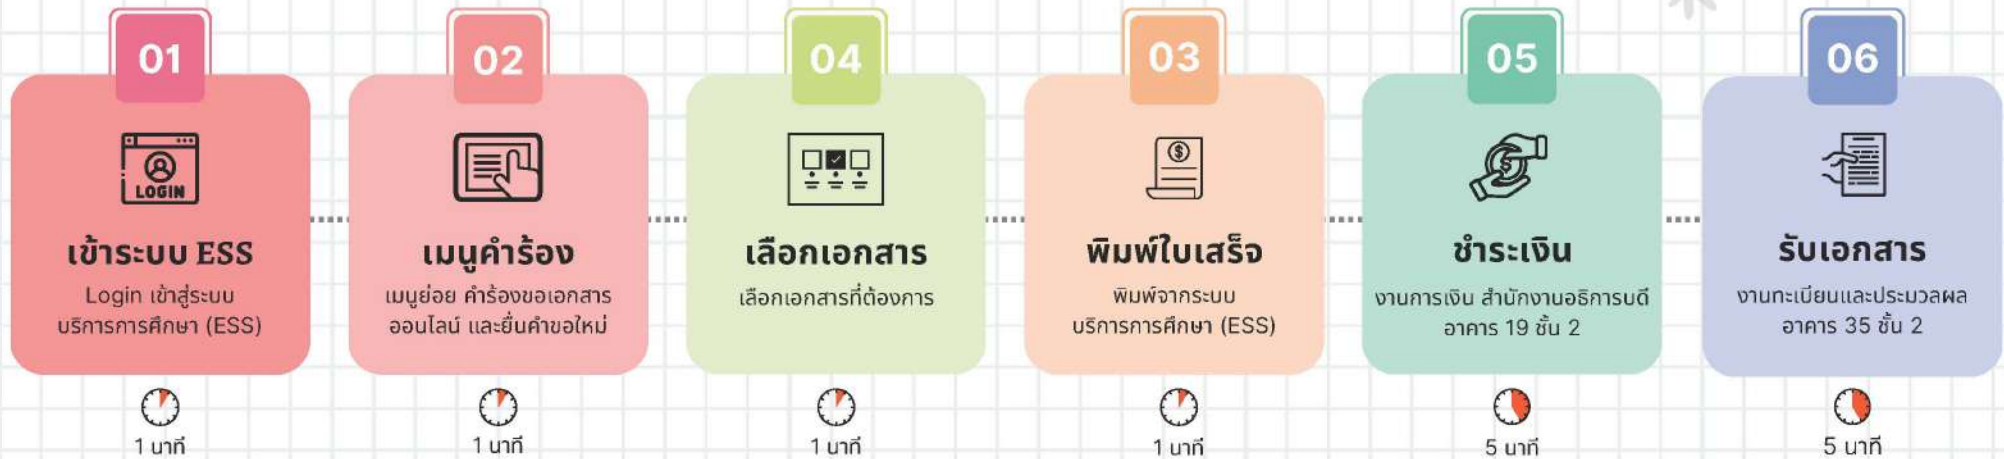 01
LOGIN
เข้าระบบ ESS
Login เข้าสู่ระบบ
บริการการศึกษา (ESS)
1 นาที
02
เมนูคำร้อง
เมนูย่อย คำร้องขอเอกสาร
ออนไลน์ และยื่นคำขอใหม่
1 นาที
04
เลือกเอกสาร
เลือกเอกสารที่ต้องการ
1 นาที
03
$
พิมพ์ใบเสร็จ
พิมพ์จากระบบ
บริการการศึกษา (ESS)
1 นาที
05
$
ชำระเงิน
งานการเงิน สำนักงานอธิการบดี
อาคาร 19 ชั้น 2
5 นาที
06
รับเอกสาร
งานทะเบียนและประมวลผล
อาคาร 35 ชั้น 2
5 นาที